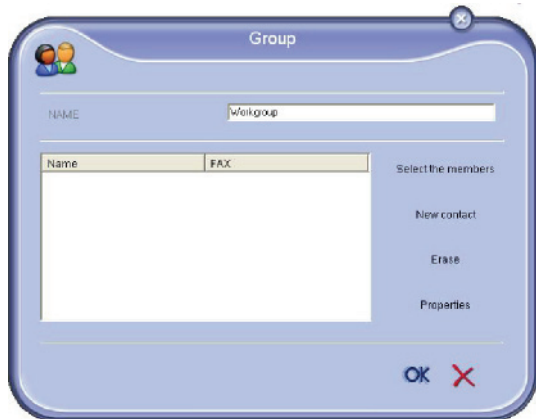 Group
NAME
Workgroup
Name FAX
Select the members
New contact
Erase
Properties
OK